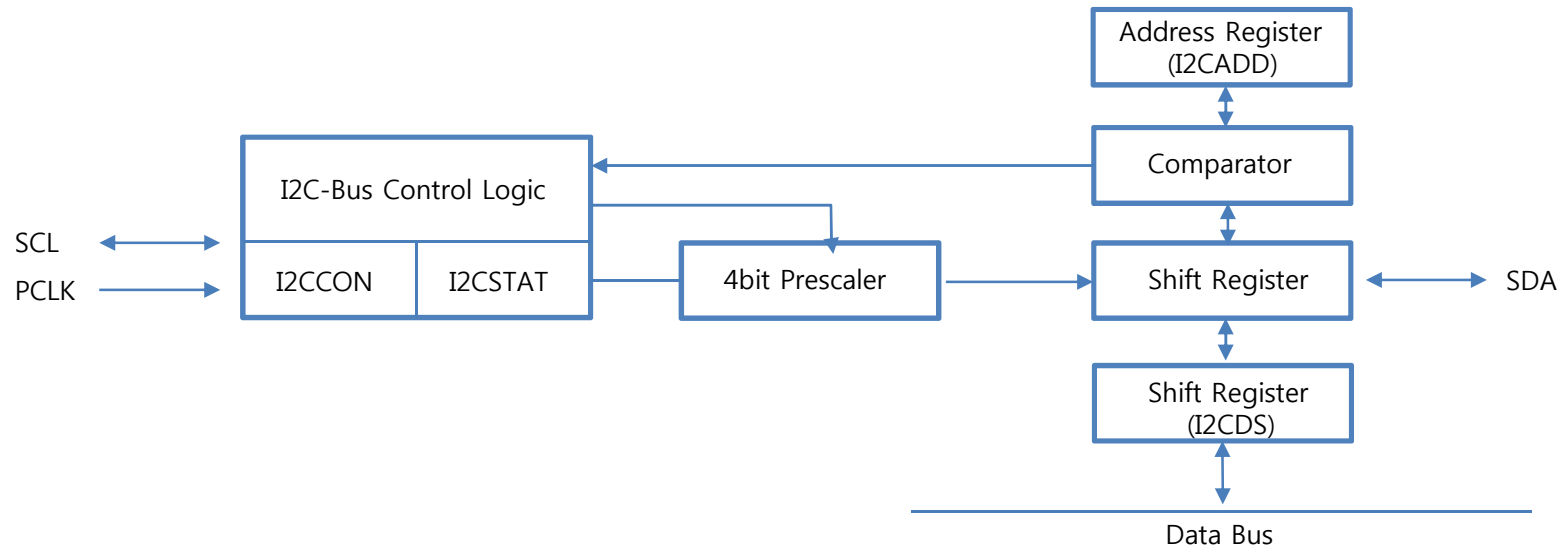 Address Register
(I2CADD)
Comparator
I2C-Bus Control Logic
SCL
I2CCON
I2CSTAT
4bit Prescaler
Shift Register
SDA
PCLK
Shift Register
(I2CDS)
Data Bus